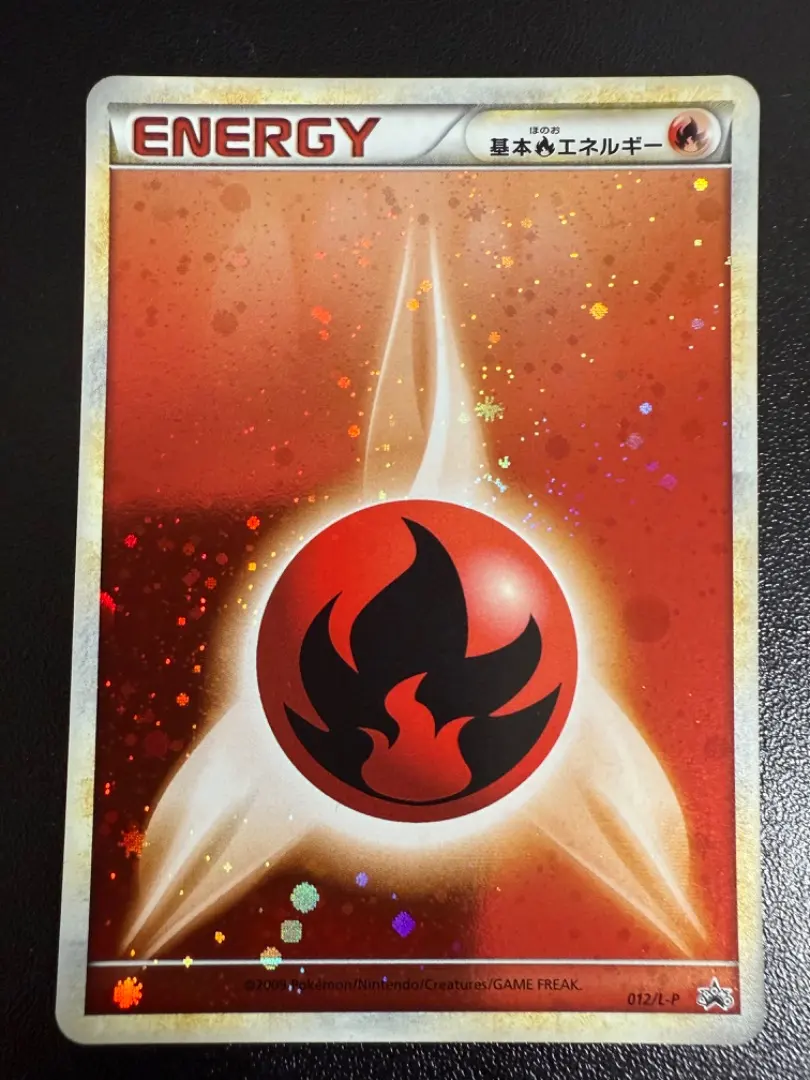 ENERGY
ほのお
基本エネルギー
©2009 Pokémon/Nintendo/Creatures/GAME FREAK.
012/L-P